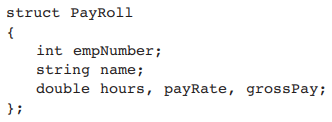 struct PayRoll
{
    int empNumber;
    string name;
    double hours, payRate, grossPay;
};